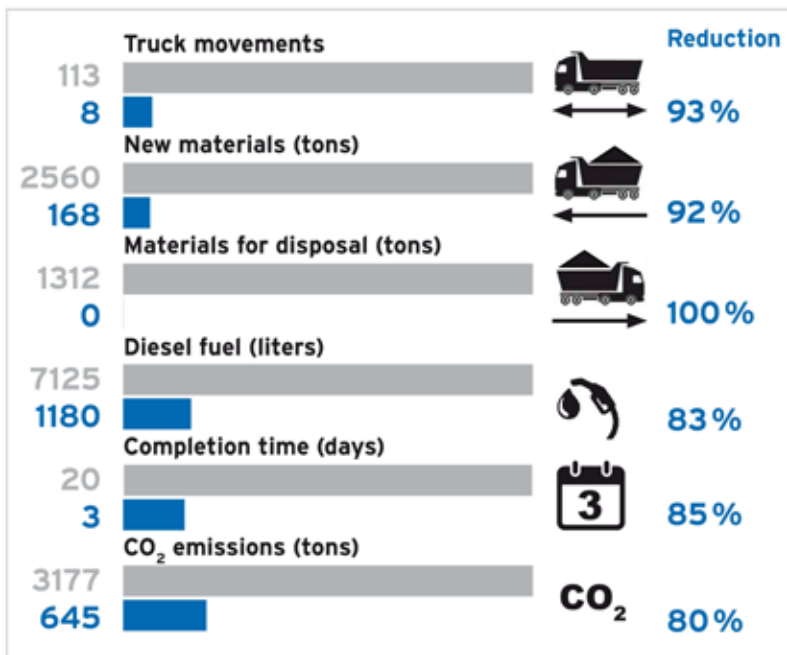 Reduction
Truck movements
113
8
93%
New materials (tons)
2560
168
92%
Materials for disposal (tons)
1312
0
100%
Diesel fuel (liters)
7125
1180
83%
Completion time (days)
20
3
3
85%
CO₂ emissions (tons)
3177
645
CO₂
80%